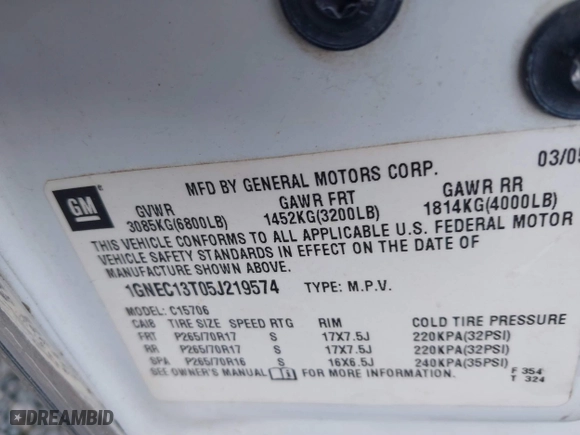 MFD BY GENERAL MOTORS CORP. 03/05
GM
GVWR GAWR FRT GAWR RR
3085KG(6800LB) 1452KG(3200LB) 1814KG(4000LB)
THIS VEHICLE CONFORMS TO ALL APPLICABLE U.S. FEDERAL MOTOR
VEHICLE SAFETY STANDARDS IN EFFECT ON THE DATE OF
MANUFACTURE SHOWN ABOVE.
1GNEC13T05J219574 TYPE: M.P.V.
MODEL: C15706
TIRE SIZE SPEED RTG RIM COLD TIRE PRESSURE
FRT P265/70R17 S 17X7.5J 220KPA(32PSI)
RR P265/70R17 S 17X7.5J 220KPA(32PSI)
SPA P265/70R16 S 16X6.5J 240KPA(35PSI)
SEE OWNER'S MANUAL FOR MORE INFORMATION. F 354
T 324
DREAMBID